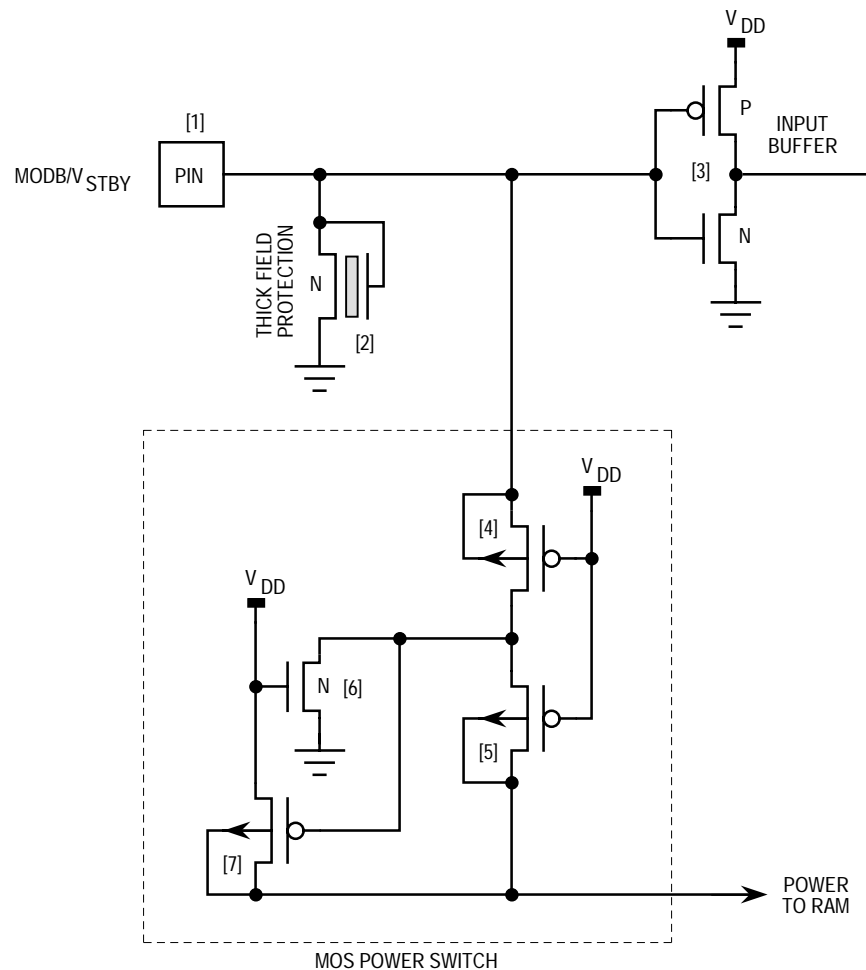 V DD
[1]
P
INPUT
BUFFER
MODB/V STBY
PIN
[3]
THICK FIELD
PROTECTION
N
N
[2]
V DD
[4]
V DD
N
[6]
[5]
[7]
POWER
TO RAM
MOS POWER SWITCH